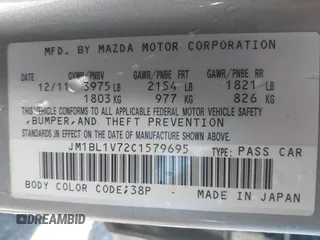 MFD. BY MAZDA MOTOR CORPORATION
GVWR/PNBV GAWR/PNBE FRT GAWR/PNBE RR
12/11 3975 LB 2154 LB 1821 LB
1803 KG 977 KG 826 KG
THIS VEHICLE CONFORMS TO ALL APPLICABLE FEDERAL MOTOR VEHICLE SAFETY
,BUMPER,AND THEFT PREVENTION
STANDARDS IN EFFECT ON THE DATE OF MANUFACTURE SHOWN ABOVE.
JM1BL1V72C1579695 TYPE: PASS CAR
BODY COLOR CODE;38P MADE IN JAPAN
AUTOBIDMASTER